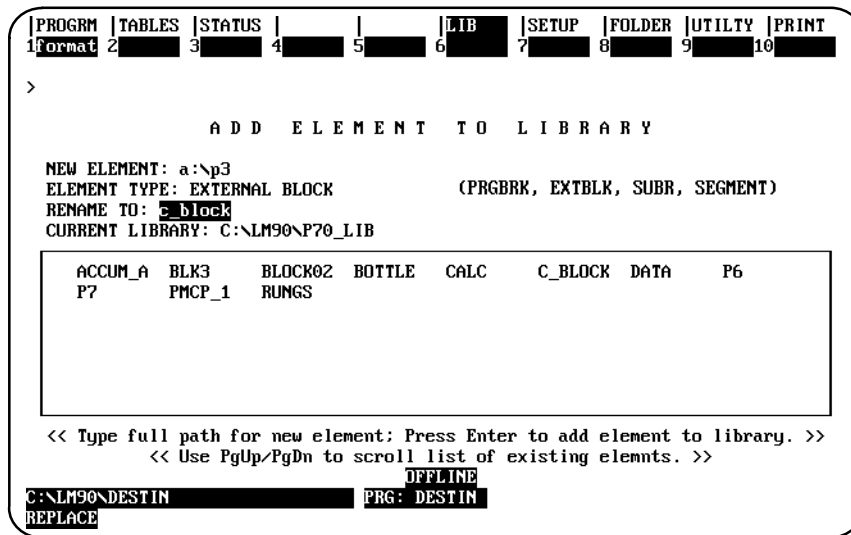 |PROGRM |TABLES |STATUS | | |LIB |SETUP |FOLDER |UTILTY |PRINT
1format 2 3 4 5 6 7 8 9 10
>
A D D E L E M E N T T O L I B R A R Y
NEW ELEMENT: a:\p3
ELEMENT TYPE: EXTERNAL BLOCK (PRGBRK, EXTBLK, SUBR, SEGMENT)
RENAME TO: c_block
CURRENT LIBRARY: C:\LM90\P70_LIB
ACCUM_A BLK3 BLOCK02 BOTTLE CALC C_BLOCK DATA P6
P7 PMCP_1 RUNGS
<< Type full path for new element; Press Enter to add element to library. >>
<< Use PgUp/PgDn to scroll list of existing elemnts. >>
OFFLINE
C:\LM90\DESTIN PRG: DESTIN
REPLACE